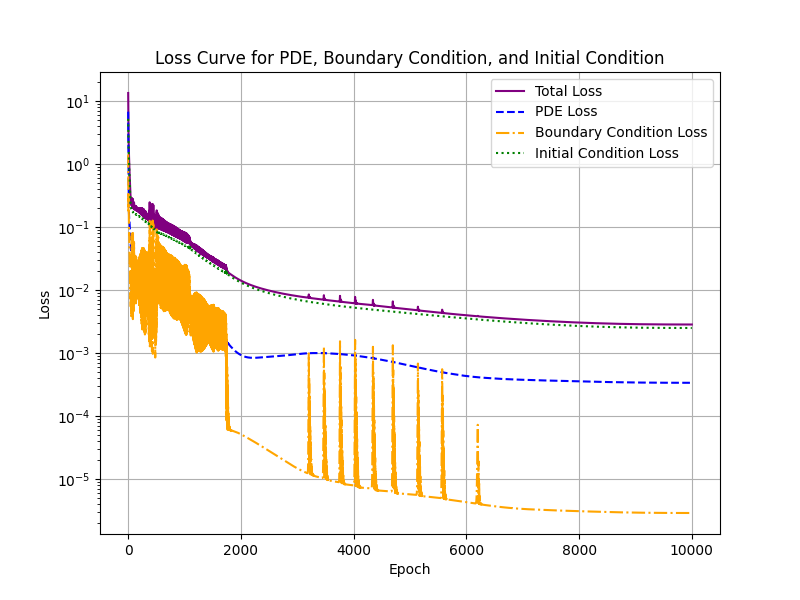 Loss Curve for PDE, Boundary Condition, and Initial Condition
Total Loss
PDE Loss
Boundary Condition Loss
Initial Condition Loss
10¹
10⁰
10⁻¹
10⁻²
10⁻³
10⁻⁴
10⁻⁵
Loss
0 2000 4000 6000 8000 10000
Epoch